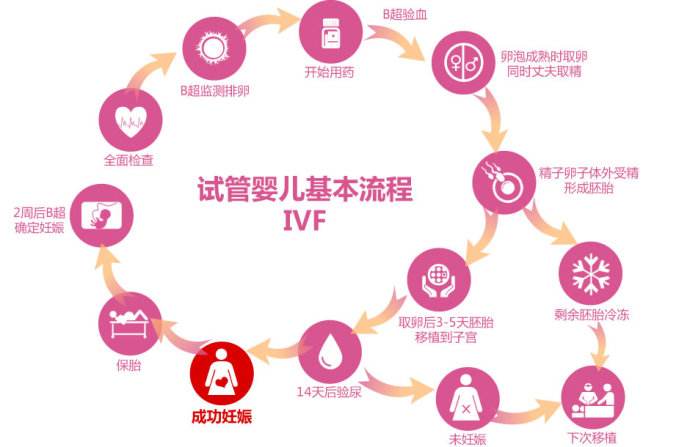 试管婴儿基本流程
IVF
全面检查
B超监测排卵
开始用药
B超验血
卵泡成熟时取卵
同时丈夫取精
精子卵子体外受精
形成胚胎
剩余胚胎冷冻
取卵后3-5天胚胎
移植到子宫
14天后验尿
未妊娠
下次移植
成功妊娠
保胎
2周后B超
确定妊娠